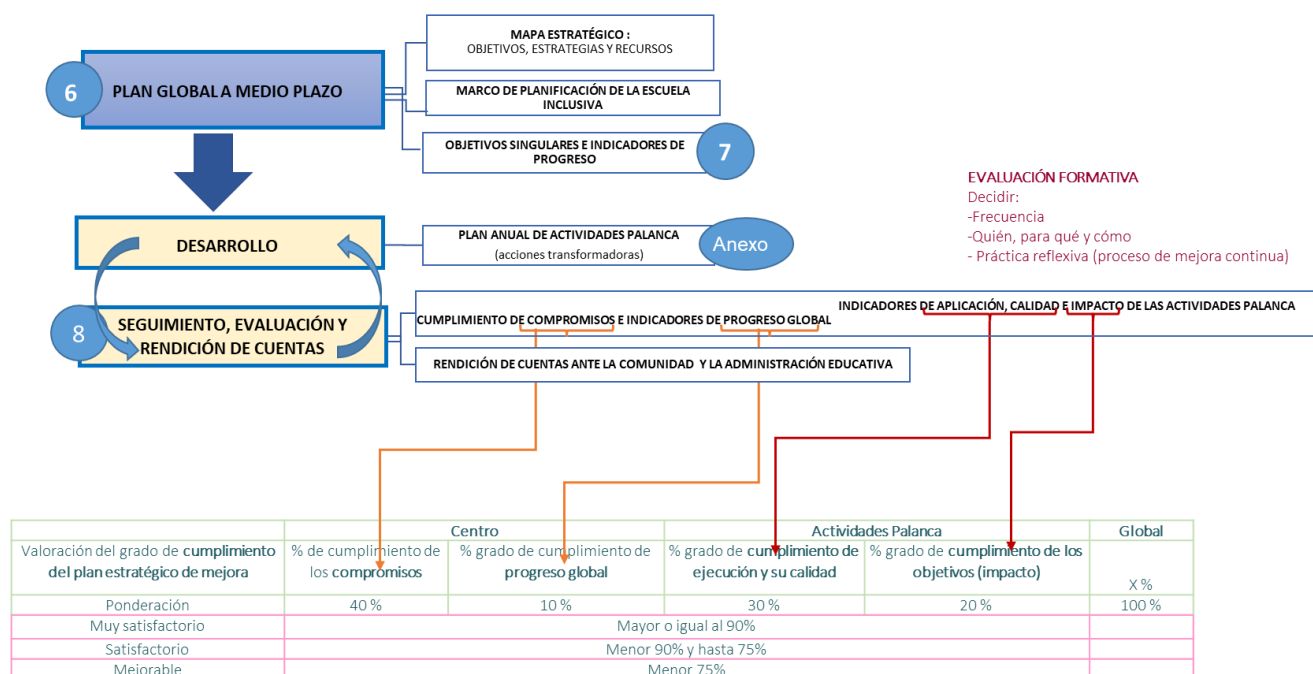 MAPA ESTRATÉGICO :
OBJETIVOS, ESTRATEGIAS Y RECURSOS
6
PLAN GLOBAL A MEDIO PLAZO
MARCO DE PLANIFICACIÓN DE LA ESCUELA
INCLUSIVA
OBJETIVOS SINGULARES E INDICADORES DE
PROGRESO
7
EVALUACIÓN FORMATIVA
Decidir:
-Frecuencia
-Quién, para qué y cómo
- Práctica reflexiva (proceso de mejora continua)
DESARROLLO
PLAN ANUAL DE ACTIVIDADES PALANCA
(acciones transformadoras)
Anexo
8
SEGUIMIENTO, EVALUACIÓN Y
RENDICIÓN DE CUENTAS
INDICADORES DE APLICACIÓN, CALIDAD E IMPACTO DE LAS ACTIVIDADES PALANCA
CUMPLIMIENTO DE COMPROMISOS E INDICADORES DE PROGRESO GLOBAL
RENDICIÓN DE CUENTAS ANTE LA COMUNIDAD Y LA ADMINISTRACIÓN EDUCATIVA
Centro Actividades Palanca Global
Valoración del grado de cumplimiento
del plan estratégico de mejora
% de cumplimiento de
los compromisos
% grado de cumplimiento de
progreso global
% grado de cumplimiento de
ejecución y su calidad
% grado de cumplimiento de los
objetivos (impacto)
X %
Ponderación 40 % 10 % 30 % 20 % 100 %
Muy satisfactorio Mayor o igual al 90%
Satisfactorio Menor 90% y hasta 75%
Mejorable Menor 75%